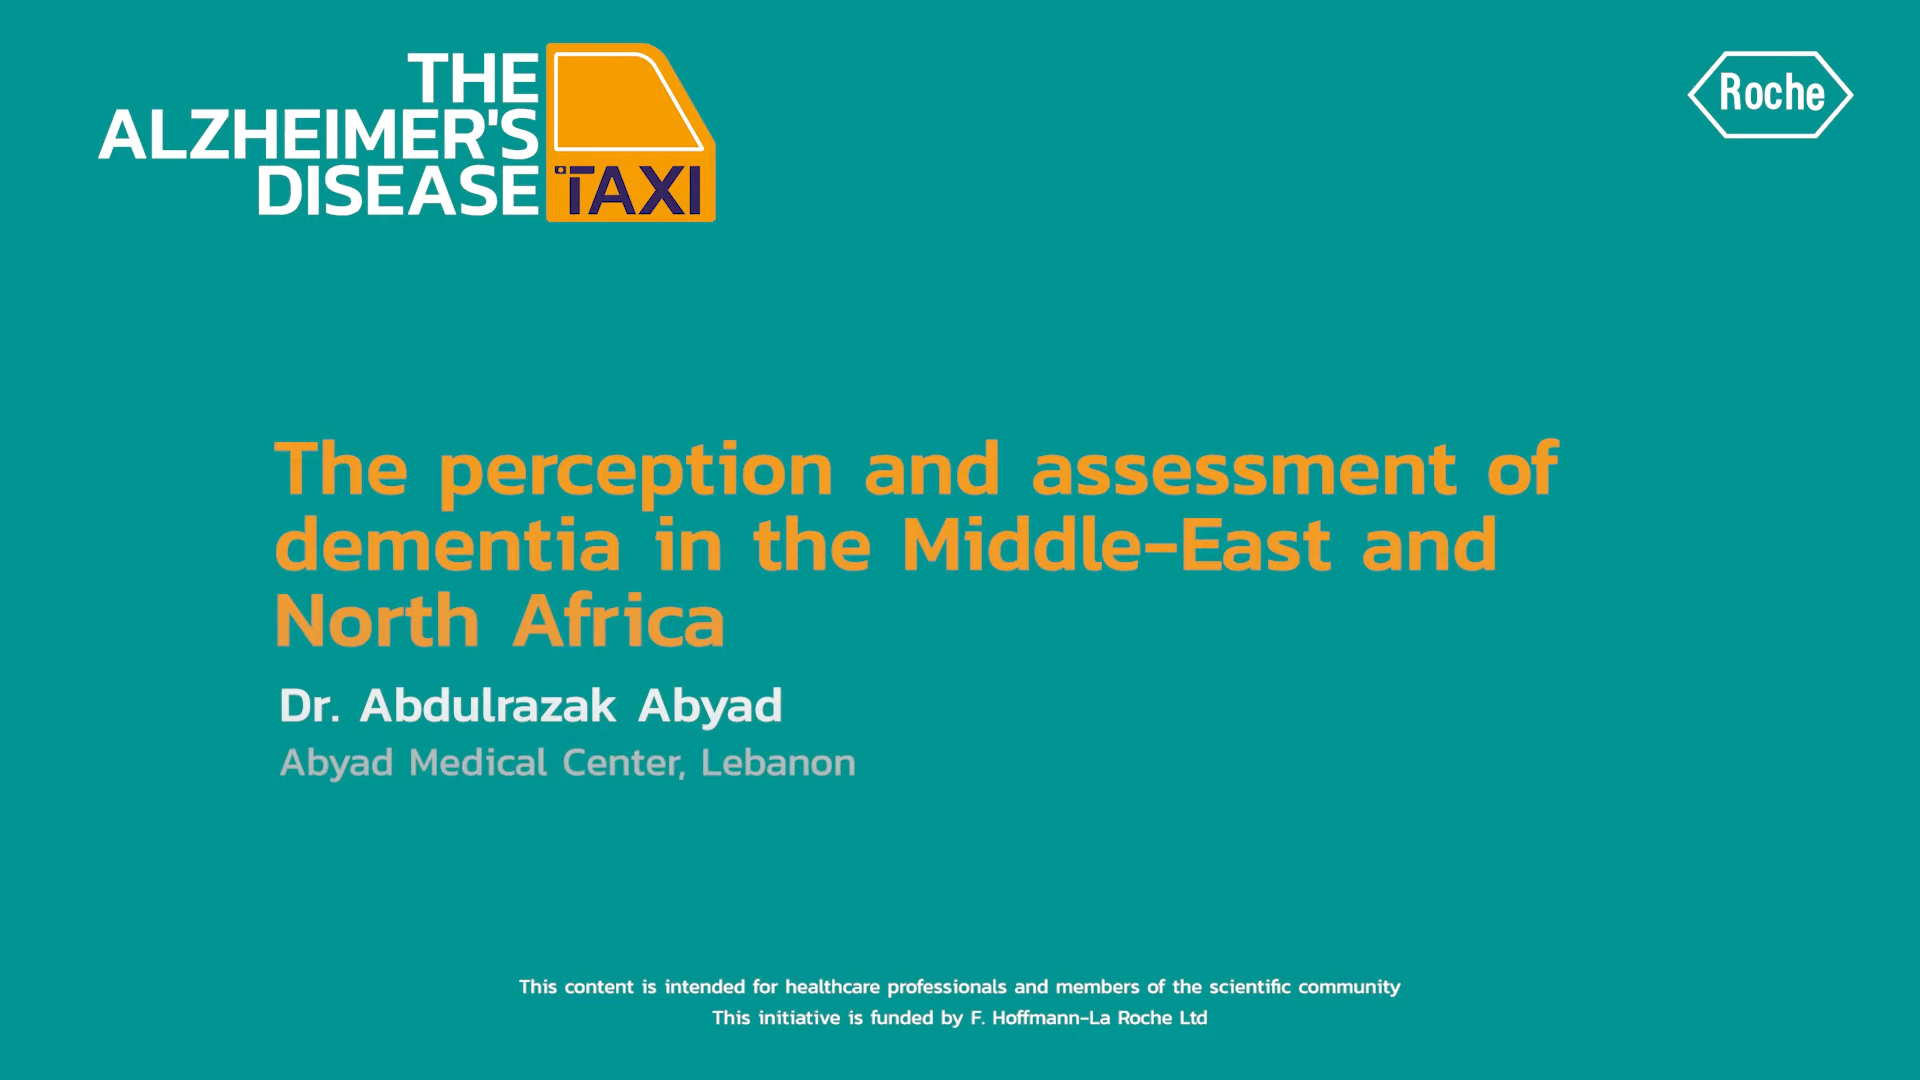 THE
ALZHEIMER'S
DISEASE
TAXI
Roche
The perception and assessment of
dementia in the Middle-East and
North Africa
Dr. Abdulrazak Abyad
Abyad Medical Center, Lebanon
This content is intended for healthcare professionals and members of the scientific community
This initiative is funded by F. Hoffmann-La Roche Ltd